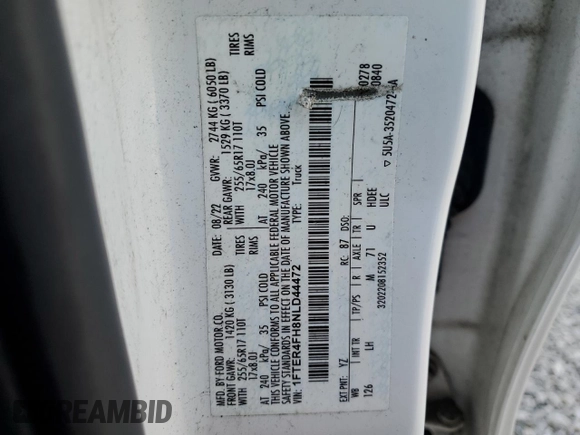 MFD. BY FORD MOTOR CO.
08/22 GVWR: 2744 KG ( 6050 LB)
FRONT GAWR: 1420 KG ( 3130 LB) REAR GAWR: 1529 KG ( 3370 LB)
WITH 255/65R17 110T TIRES WITH 255/65R17 110T TIRES
17x8.0J RIMS 17x8.0J RIMS
AT 240 kPa/ 35 PSI COLD AT 240 kPa/ 35 PSI COLD
THIS VEHICLE CONFORMS TO ALL APPLICABLE FEDERAL MOTOR VEHICLE
SAFETY STANDARDS IN EFFECT ON THE DATE OF MANUFACTURE SHOWN ABOVE.
VIN: 1FTER4FH8NLD44472
TYPE: Truck
0278
0840
EXT PNT: YZ RC: 87 DSO:
WB INT TR TP/PS R AXLE TR SPR
126 LH M 71 U HDEE
ULC
3202208152352
5U5A-3520472-
DREAMBID